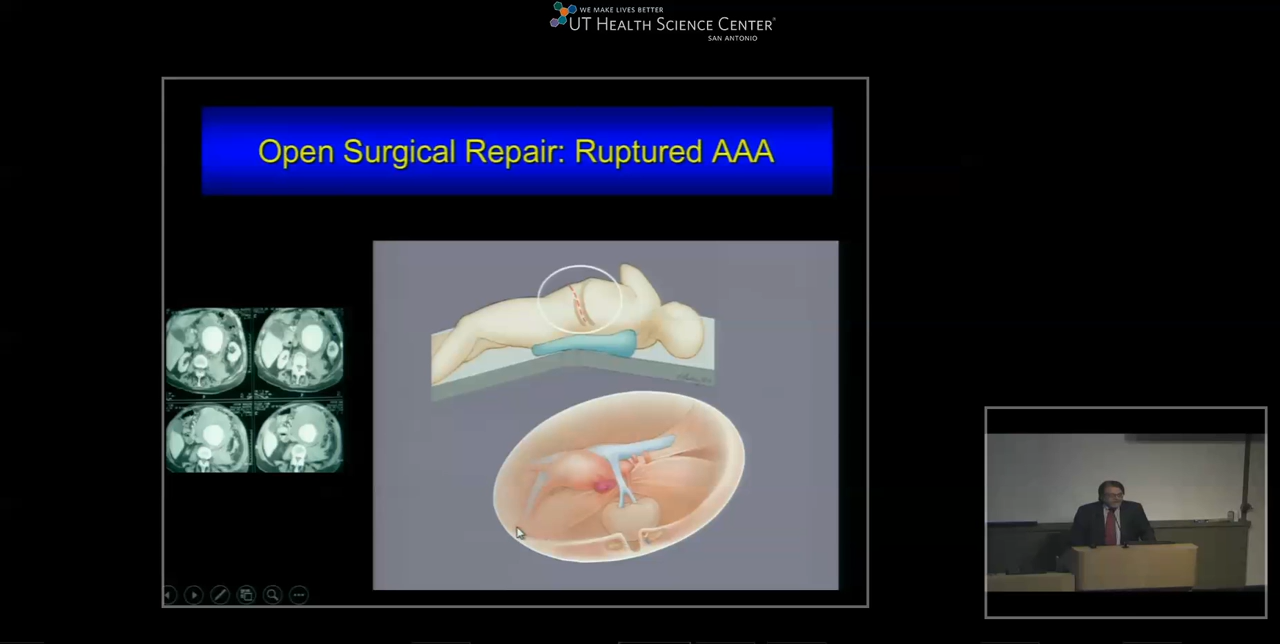 WE MAKE LIVES BETTER
UT HEALTH SCIENCE CENTER
SAN ANTONIO
Open Surgical Repair: Ruptured AAA